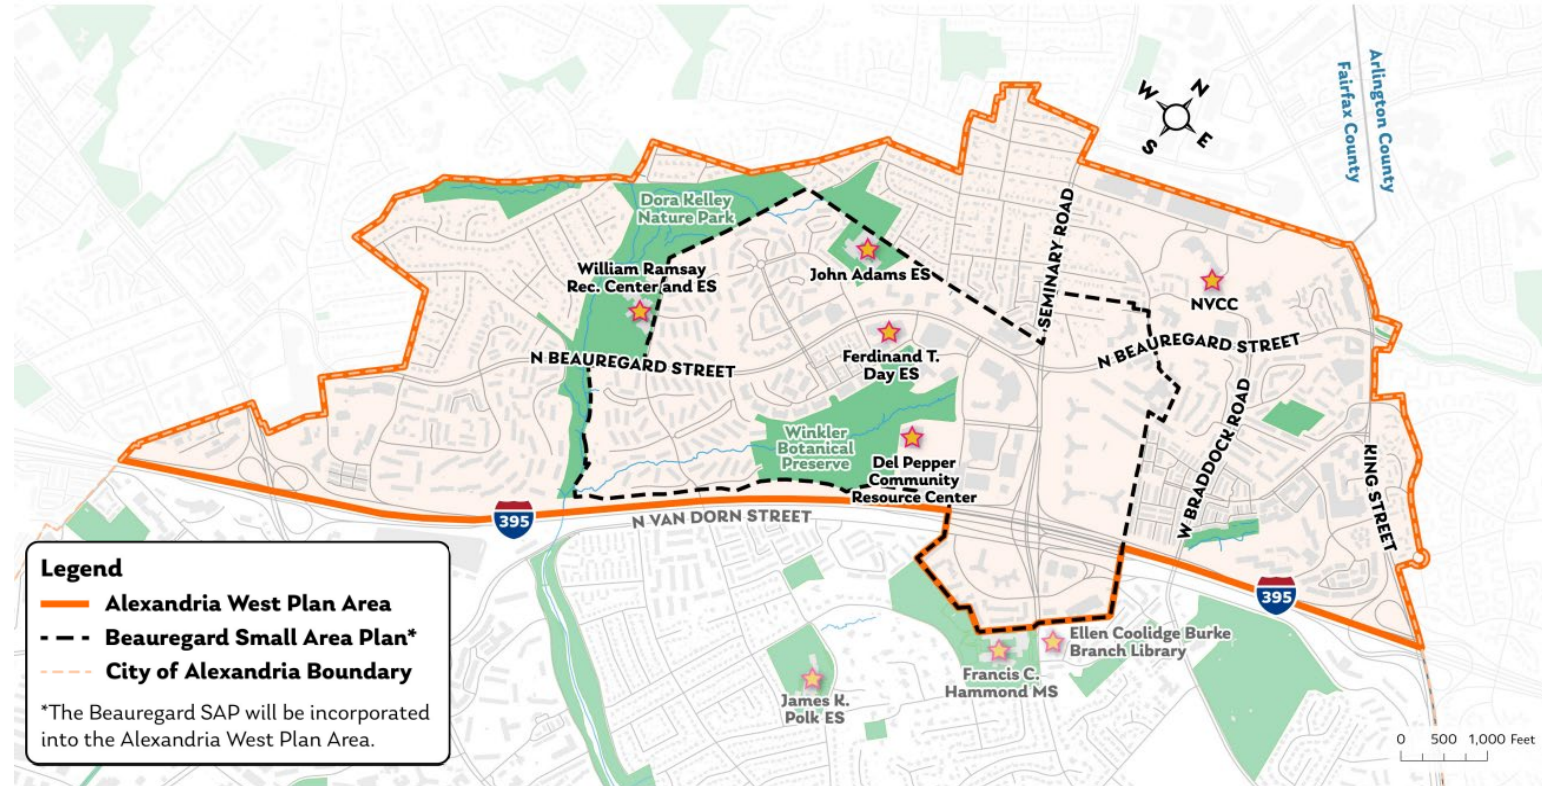 W
N
S
E
Arlington County
Fairfax County
Dora Kelley
Nature Park
SEMINARY ROAD
William Ramsay
Rec. Center and ES
John Adams ES
NVCC
N BEAUREGARD STREET
Ferdinand T.
Day ES
N BEAUREGARD STREET
W BRADDOCK ROAD
Winkler
Botanical
Preserve
Del Pepper
Community
Resource Center
KING STREET
395
N VAN DORN STREET
395
Ellen Coolidge Burke
Branch Library
Francis C.
Hammond MS
James K.
Polk ES
Legend
Alexandria West Plan Area
Beauregard Small Area Plan*
City of Alexandria Boundary
*The Beauregard SAP will be incorporated
into the Alexandria West Plan Area.
0 500 1,000 Feet